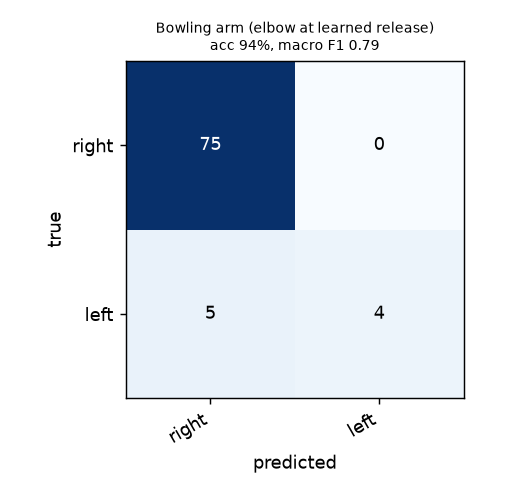 Bowling arm (elbow at learned release)
acc 94%, macro F1 0.79
right
75
0
true
left
5
4
right
left
predicted